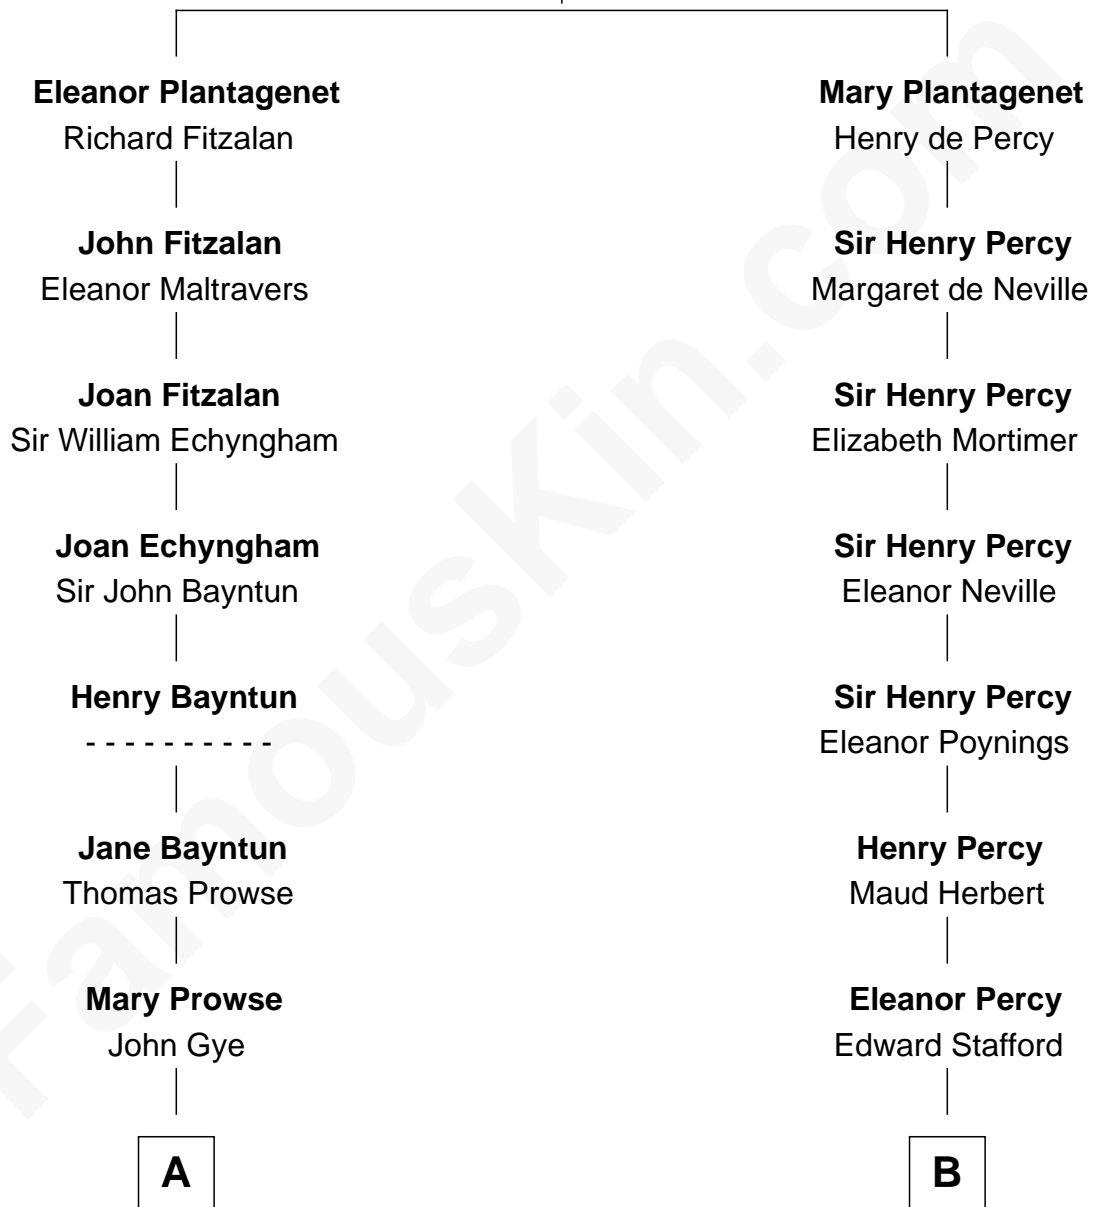 Eleanor Plantagenet
Richard Fitzalan
John Fitzalan
Eleanor Maltravers
Joan Fitzalan
Sir William Echyngham
Joan Echyngham
Sir John Bayntun
Henry Bayntun
- - - - - - - - - -
Jane Bayntun
Thomas Prowse
Mary Prowse
John Gye
A
Mary Plantagenet
Henry de Percy
Sir Henry Percy
Margaret de Neville
Sir Henry Percy
Elizabeth Mortimer
Sir Henry Percy
Eleanor Neville
Sir Henry Percy
Eleanor Poynings
Henry Percy
Maud Herbert
Eleanor Percy
Edward Stafford
B
FamousKin.com